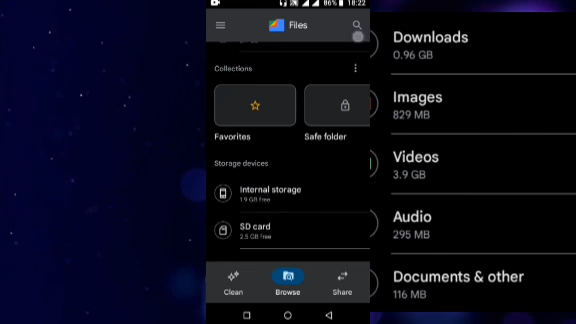 86% 18:22
Files
Collections
Favorites
Safe folder
Storage devices
Internal storage
1.9 GB free
SD card
2.5 GB free
Clean
Browse
Share
Downloads
0.96 GB
Images
829 MB
Videos
3.9 GB
Audio
295 MB
Documents & other
116 MB